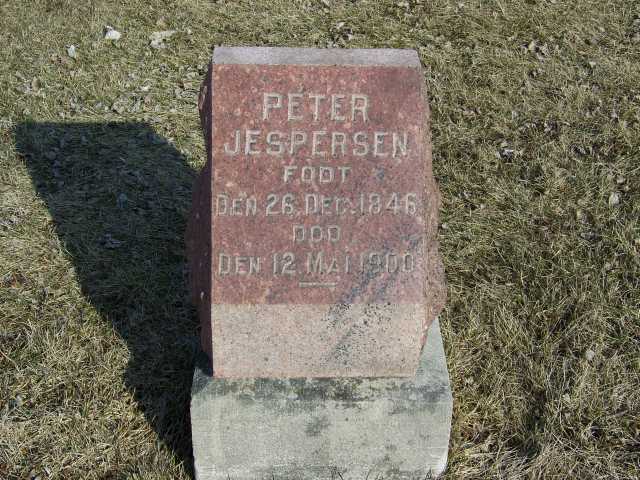 PETER
JESPERSEN
FODT
DEN 26. DEC. 1846
DOD
DEN 12. MAI 1900